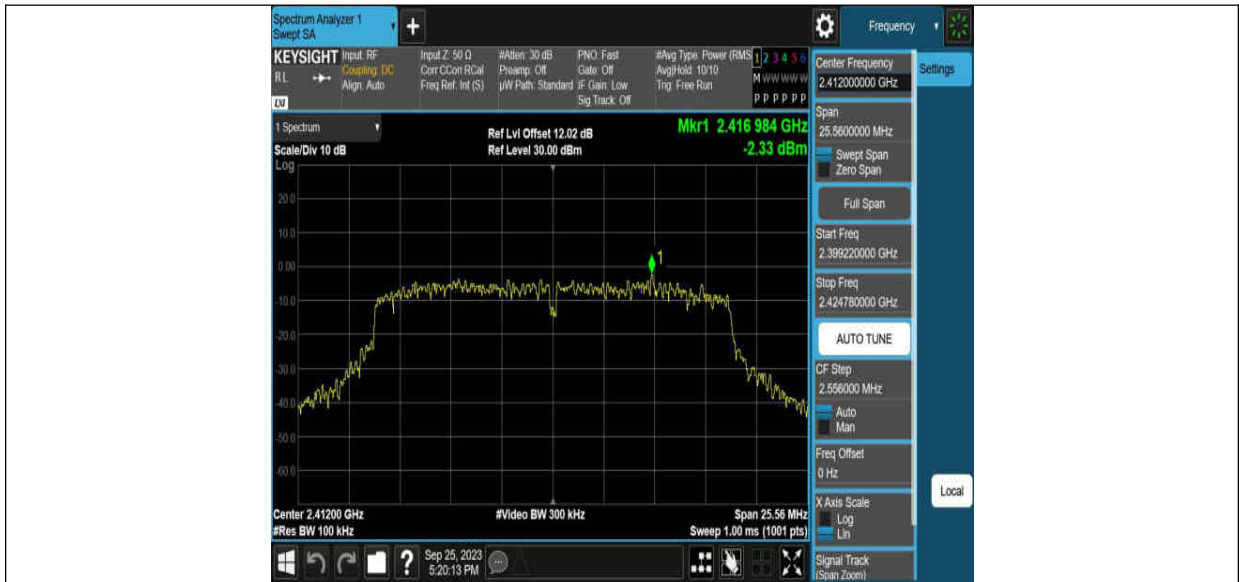 Spectrum Analyzer 1
Swept SA
+
Frequency
KEYSIGHT
RL
LXI
Input: RF
Coupling: DC
Align: Auto
Input Z: 50 Ω
Corr CCorr RCal
Freq Ref: Int (S)
#Atten: 30 dB
Preamp: Off
µW Path: Standard
PNO: Fast
Gate: Off
IF Gain: Low
Sig Track: Off
#Avg Type: Power (RMS
Avg|Hold: 10/10
Trig: Free Run
1 2 3 4 5 6
M W W W W W
P P P P P P
1 Spectrum
Scale/Div 10 dB
Log
Ref Lvl Offset 12.02 dB
Ref Level 30.00 dBm
Mkr1 2.416 984 GHz
-2.33 dBm
20.0
10.0
0.00
-10.0
-20.0
-30.0
-40.0
-50.0
-60.0
1
Center 2.41200 GHz
#Res BW 100 kHz
#Video BW 300 kHz
Span 25.56 MHz
Sweep 1.00 ms (1001 pts)
?
Sep 25, 2023
5:20:13 PM
Center Frequency
2.412000000 GHz
Settings
Span
25.5600000 MHz
Swept Span
Zero Span
Full Span
Start Freq
2.399220000 GHz
Stop Freq
2.424780000 GHz
AUTO TUNE
CF Step
2.556000 MHz
Auto
Man
Freq Offset
0 Hz
X Axis Scale
Log
Lin
Local
Signal Track
(Span Zoom)